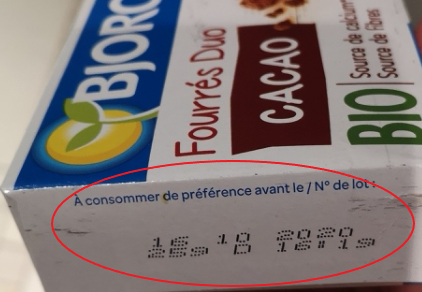 BJORG
Fourrés Duo
CACAO
BIO
Source de calcium
Source de Fibres
À consommer de préférence avant le / N° de lot :
16 10 2020